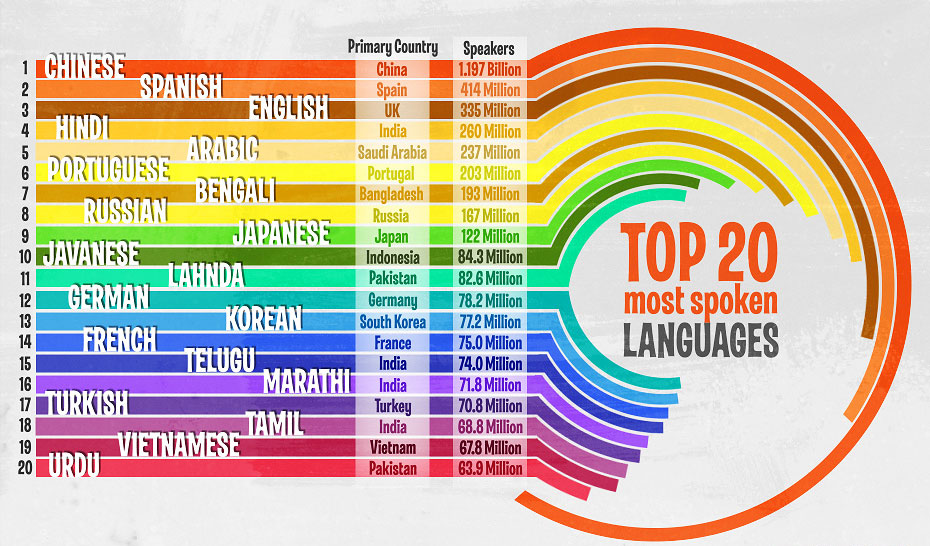 Primary Country Speakers
1 CHINESE China 1.197 Billion
2 SPANISH Spain 414 Million
3 ENGLISH UK 335 Million
4 HINDI India 260 Million
5 ARABIC Saudi Arabia 237 Million
6 PORTUGUESE Portugal 203 Million
7 BENGALI Bangladesh 193 Million
8 RUSSIAN Russia 167 Million
9 JAPANESE Japan 122 Million
10 JAVANESE Indonesia 84.3 Million
11 LAHNDA Pakistan 82.6 Million
12 GERMAN Germany 78.2 Million
13 KOREAN South Korea 77.2 Million
14 FRENCH France 75.0 Million
15 TELUGU India 74.0 Million
16 MARATHI India 71.8 Million
17 TURKISH Turkey 70.8 Million
18 TAMIL India 68.8 Million
19 VIETNAMESE Vietnam 67.8 Million
20 URDU Pakistan 63.9 Million
TOP 20
most spoken
LANGUAGES